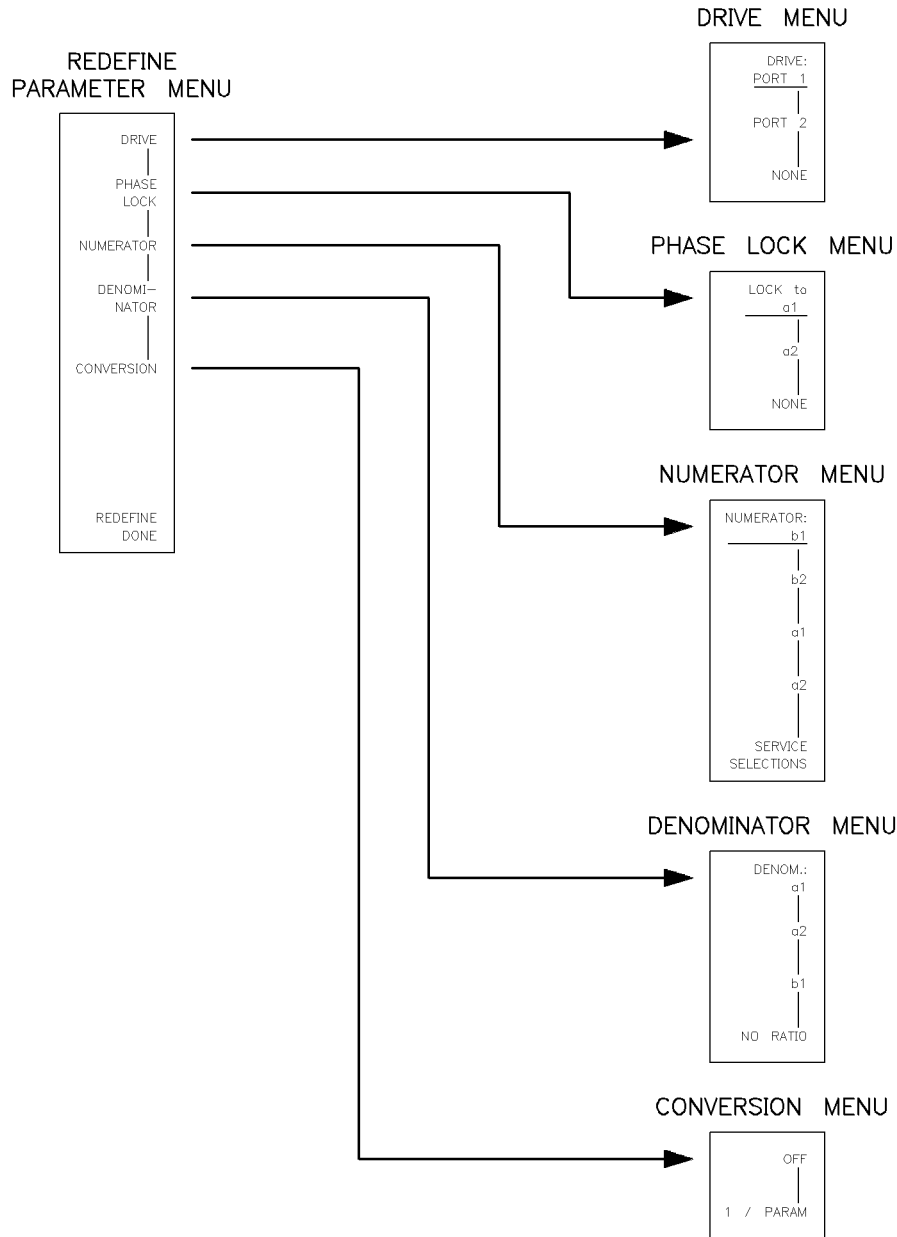 REDEFINE
PARAMETER MENU
DRIVE
PHASE
LOCK
NUMERATOR
DENOMI-
NATOR
CONVERSION
REDEFINE
DONE
DRIVE MENU
DRIVE:
PORT 1
PORT 2
NONE
PHASE LOCK MENU
LOCK to
a1
a2
NONE
NUMERATOR MENU
NUMERATOR:
b1
b2
a1
a2
SERVICE
SELECTIONS
DENOMINATOR MENU
DENOM.:
a1
a2
b1
NO RATIO
CONVERSION MENU
OFF
1 / PARAM